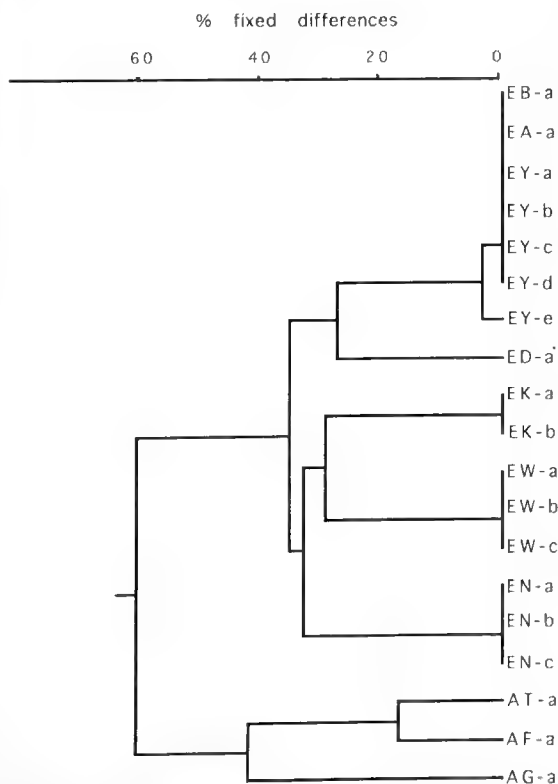 % fixed differences
60 40 20 0
EB-a
EA-a
EY-a
EY-b
EY-c
EY-d
EY-e
ED-a
EK-a
EK-b
EW-a
EW-b
EW-c
EN-a
EN-b
EN-c
AT-a
AF-a
AG-a